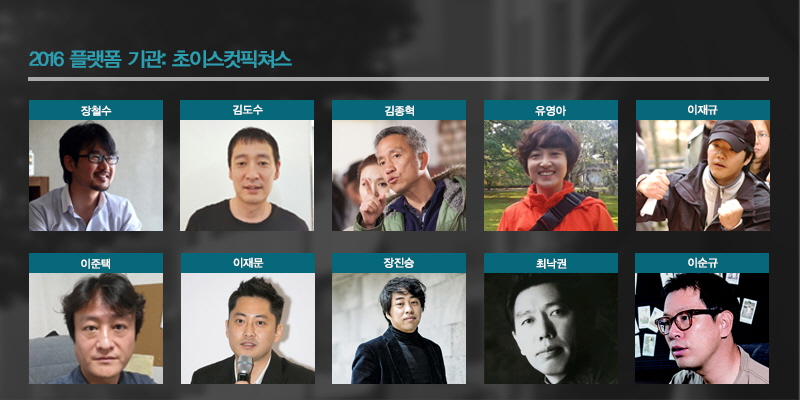 2016 플랫폼 기관: 초이스컷픽쳐스
장철수
김도수
김종혁
유영아
이재규
이준택
이재문
장진승
최낙권
이순규